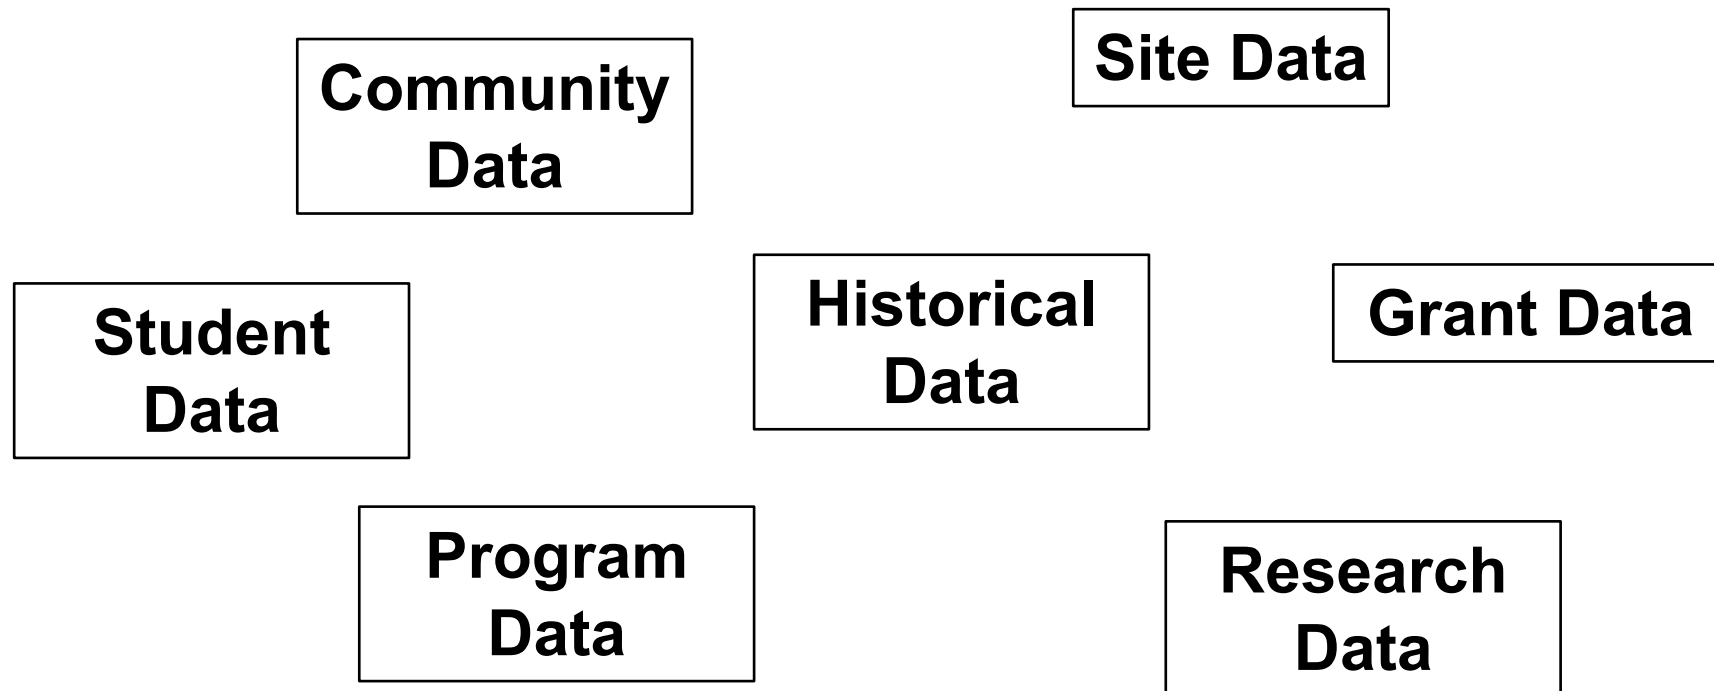 Site Data
Community
Data
Historical
Data
Grant Data
Student
Data
Program
Data
Research
Data